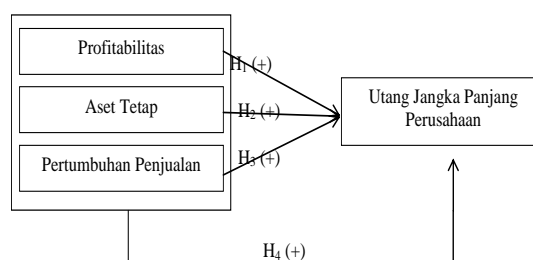 Profitabilitas
H1 (+)
Aset Tetap
H2 (+)
Utang Jangka Panjang
Perusahaan
Pertumbuhan Penjualan
H3 (+)
H4 (+)